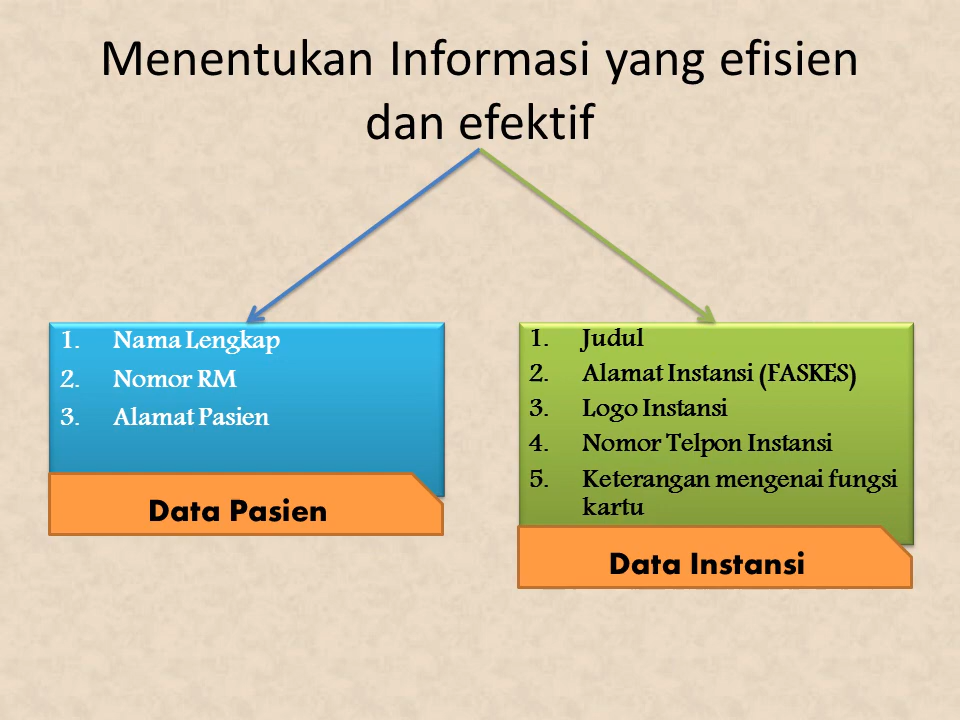 Menentukan Informasi yang efisien
dan efektif
1. Nama Lengkap
2. Nomor RM
3. Alamat Pasien
Data Pasien
1. Judul
2. Alamat Instansi (FASKES)
3. Logo Instansi
4. Nomor Telpon Instansi
5. Keterangan mengenai fungsi
kartu
Data Instansi